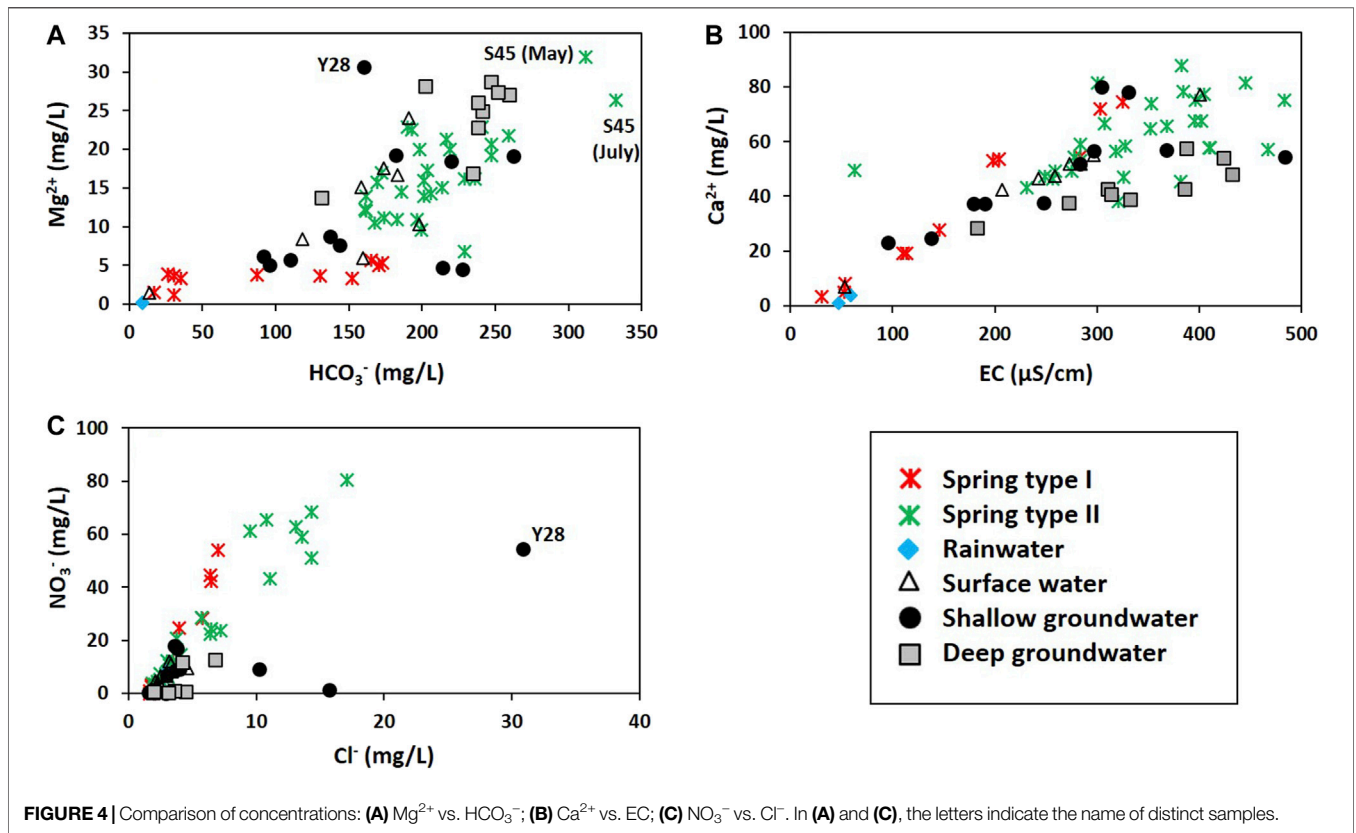 A
Mg²⁺ (mg/L)
35
30
25
20
15
10
5
0
Y28
S45 (May)
S45
(July)
0 50 100 150 200 250 300 350
HCO₃⁻ (mg/L)
B
Ca²⁺ (mg/L)
100
80
60
40
20
0
0 100 200 300 400 500
EC (µS/cm)
C
NO₃⁻ (mg/L)
100
80
60
40
20
0
Y28
0 10 20 30 40
Cl⁻ (mg/L)
Spring type I
Spring type II
Rainwater
Surface water
Shallow groundwater
Deep groundwater
FIGURE 4 | Comparison of concentrations: (A) Mg²⁺ vs. HCO₃⁻; (B) Ca²⁺ vs. EC; (C) NO₃⁻ vs. Cl⁻. In (A) and (C), the letters indicate the name of distinct samples.